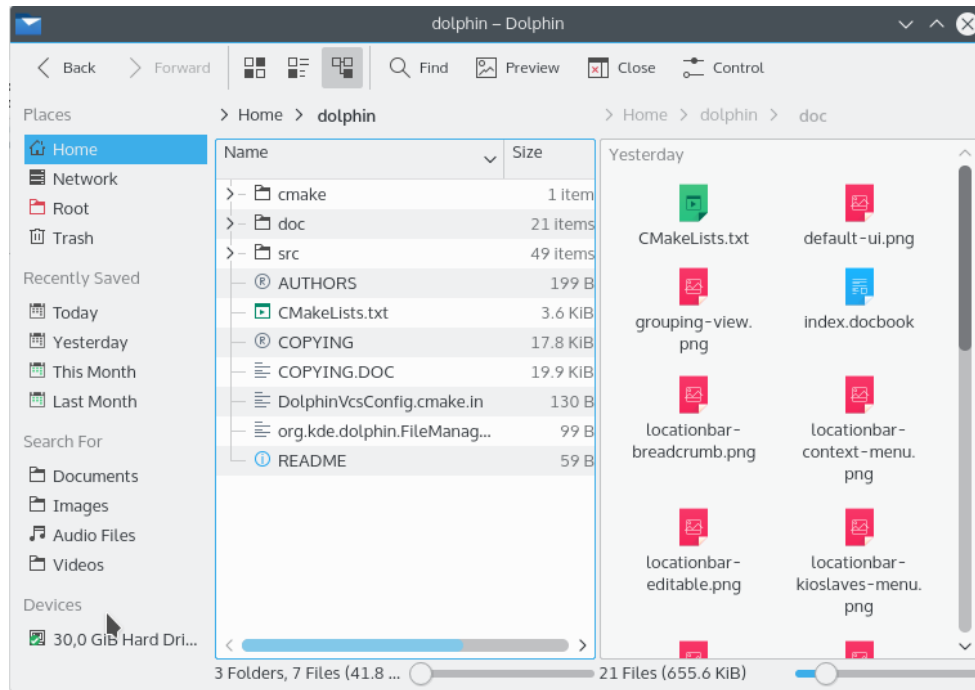 dolphin – Dolphin
Back Forward Find Preview Close Control
Places
Home
Network
Root
Trash
Recently Saved
Today
Yesterday
This Month
Last Month
Search For
Documents
Images
Audio Files
Videos
Devices
30,0 GiB Hard Dri...
> Home > dolphin
Name Size
cmake 1 item
doc 21 items
src 49 items
AUTHORS 199 B
CMakeLists.txt 3.6 KiB
COPYING 17.8 KiB
COPYING.DOC 19.9 KiB
DolphinVcsConfig.cmake.in 130 B
org.kde.dolphin.FileManag... 99 B
README 59 B
3 Folders, 7 Files (41.8 ...
> Home > dolphin > doc
Yesterday
CMakeLists.txt
default-ui.png
grouping-view.
png
index.docbook
locationbar-
breadcrumb.png
locationbar-
context-menu.
png
locationbar-
editable.png
locationbar-
kioslaves-menu.
png
21 Files (655.6 KiB)